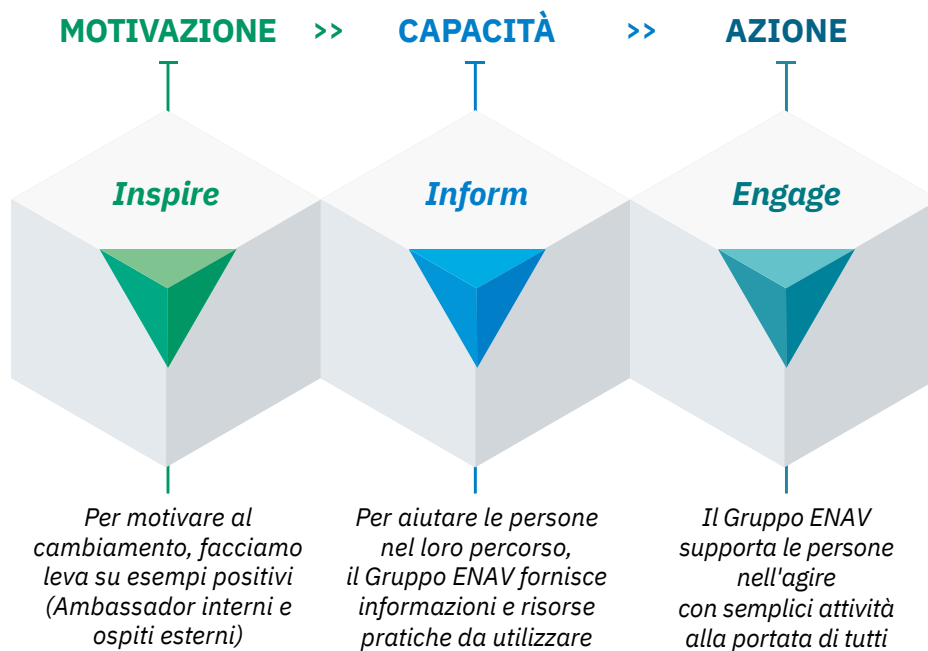 MOTIVAZIONE >> CAPACITÀ >> AZIONE
Inspire
Inform
Engage
Per motivare al
cambiamento, facciamo
leva su esempi positivi
(Ambassador interni e
ospiti esterni)
Per aiutare le persone
nel loro percorso,
il Gruppo ENAV fornisce
informazioni e risorse
pratiche da utilizzare
Il Gruppo ENAV
supporta le persone
nell'agire
con semplici attività
alla portata di tutti